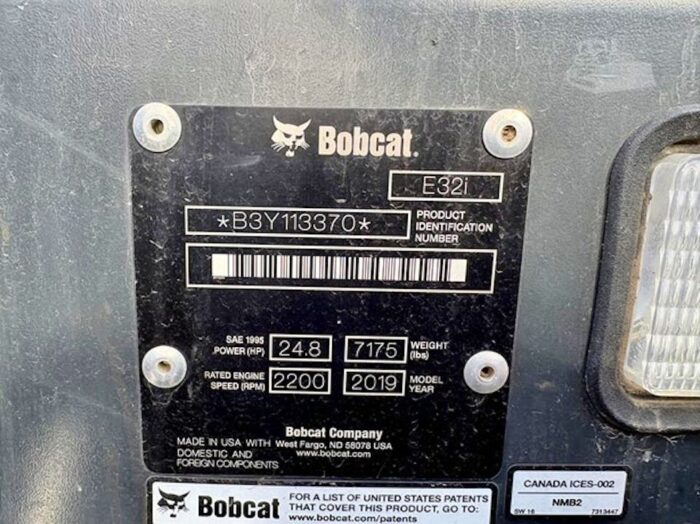 Bobcat.
E32i
*B3Y113370*
PRODUCT
IDENTIFICATION
NUMBER
SAE 1995
POWER (HP)
24.8
7175
WEIGHT
(lbs)
RATED ENGINE
SPEED (RPM)
2200
2019
MODEL
YEAR
Bobcat Company
MADE IN USA WITH West Fargo, ND 58078 USA
DOMESTIC AND www.bobcat.com
FOREIGN COMPONENTS
Bobcat
FOR A LIST OF UNITED STATES PATENTS
THAT COVER THIS PRODUCT, GO TO:
www.bobcat.com/patents
CANADA ICES-002
NMB2
SW 16 7313447